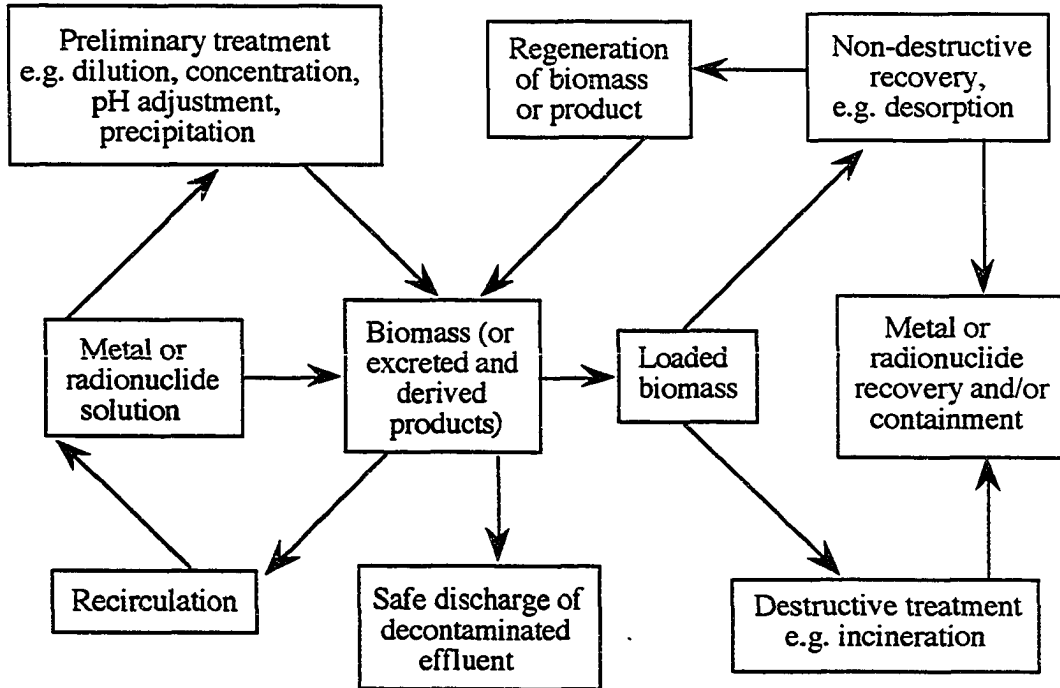 Preliminary treatment
e.g. dilution, concentration,
pH adjustment,
precipitation
Regeneration
of biomass
or product
Non-destructive
recovery,
e.g. desorption
Metal or
radionuclide
solution
Biomass (or
excreted and
derived
products)
Loaded
biomass
Metal or
radionuclide
recovery and/or
containment
Recirculation
Safe discharge of
decontaminated
effluent
Destructive treatment
e.g. incineration